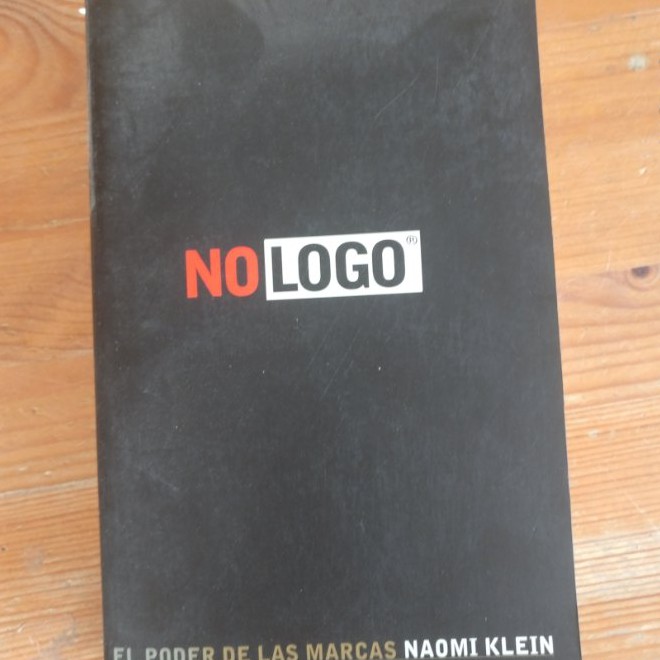 NO LOGO
EL PODER DE LAS MARCAS NAOMI KLEIN